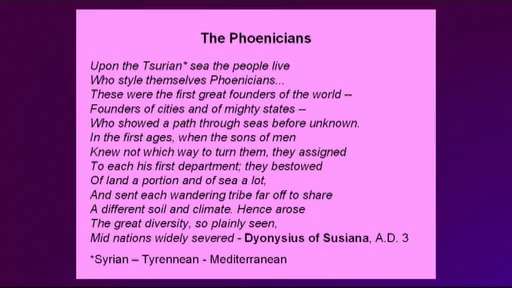 The Phoenicians
Upon the Tsurian* sea the people live
Who style themselves Phoenicians...
These were the first great founders of the world --
Founders of cities and of mighty states --
Who showed a path through seas before unknown.
In the first ages, when the sons of men
Knew not which way to turn them, they assigned
To each his first department; they bestowed
Of land a portion and of sea a lot,
And sent each wandering tribe far off to share
A different soil and climate. Hence arose
The great diversity, so plainly seen,
Mid nations widely severed - Dyonysius of Susiana, A.D. 3
*Syrian – Tyrennean - Mediterranean